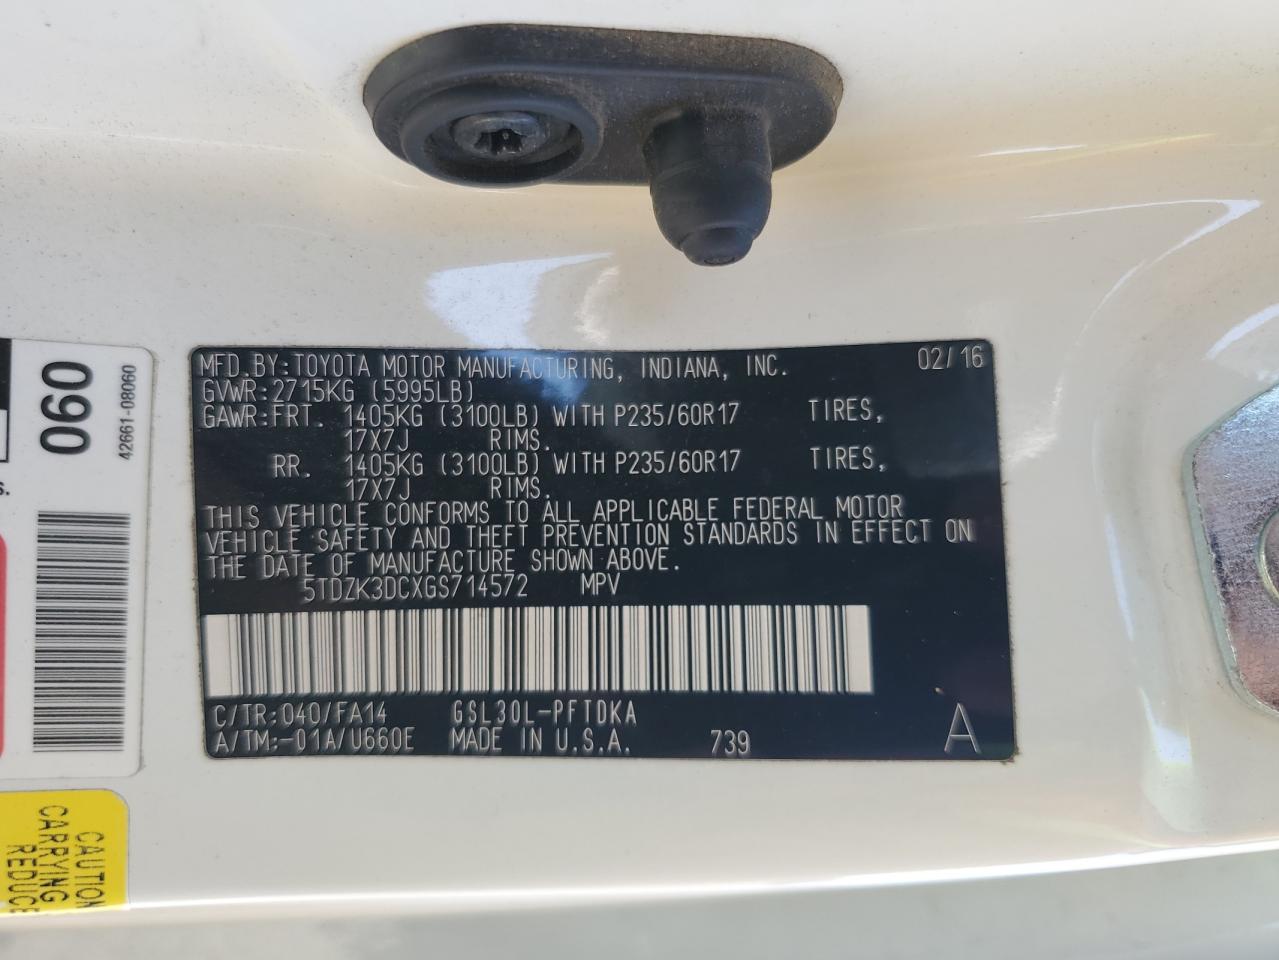 MFD.BY:TOYOTA MOTOR MANUFACTURING, INDIANA, INC. 02/16
GVWR:2715KG (5995LB)
GAWR:FRT. 1405KG (3100LB) WITH P235/60R17 TIRES,
17X7J RIMS.
RR. 1405KG (3100LB) WITH P235/60R17 TIRES,
17X7J RIMS.
THIS VEHICLE CONFORMS TO ALL APPLICABLE FEDERAL MOTOR
VEHICLE SAFETY AND THEFT PREVENTION STANDARDS IN EFFECT ON
THE DATE OF MANUFACTURE SHOWN ABOVE.
5TDZK3DCXGS714572 MPV
C/TR:040/FA14 GSL30L-PFTDKA
A/TM:-01A/U660E MADE IN U.S.A. 739 A
060
42661-08060
s.
CAUTION
CARRYING
REDUCE